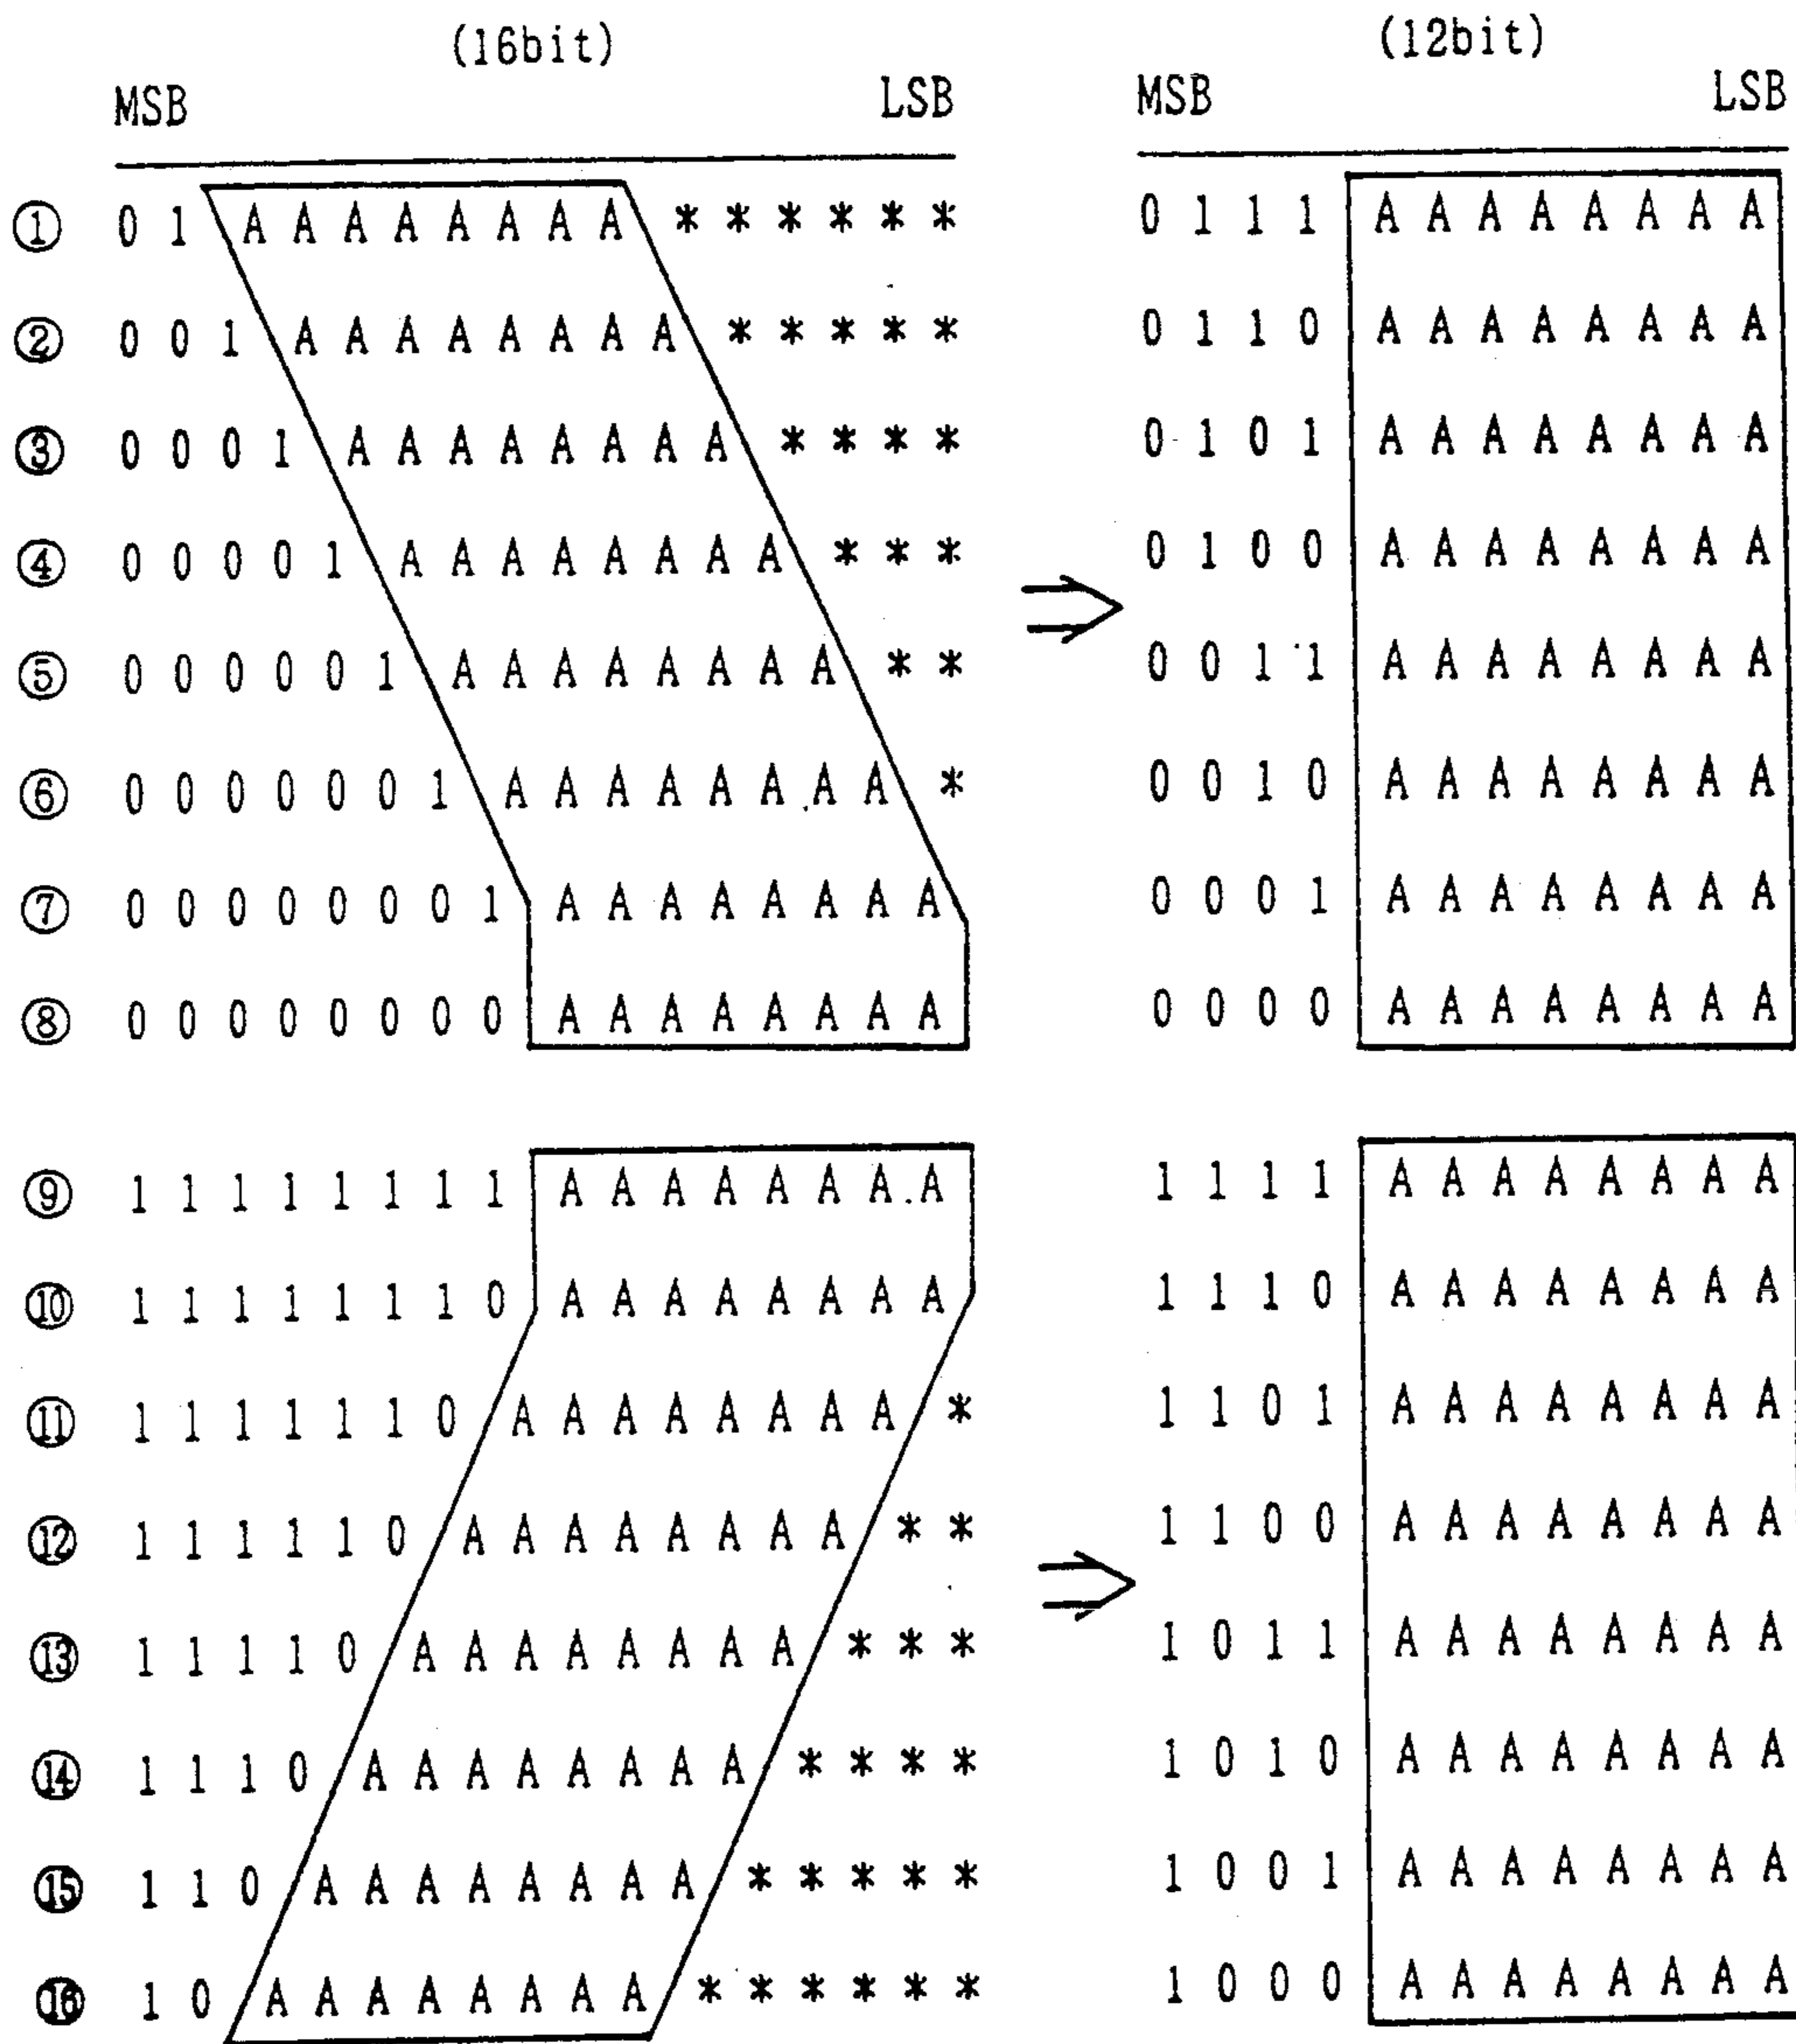 (16bit) (12bit)
MSB LSB MSB LSB
① 0 1 A A A A A A A A * * * * * * 0 1 1 1 A A A A A A A A
② 0 0 1 A A A A A A A A * * * * * 0 1 1 0 A A A A A A A A
③ 0 0 0 1 A A A A A A A A * * * * 0 1 0 1 A A A A A A A A
④ 0 0 0 0 1 A A A A A A A A * * * 0 1 0 0 A A A A A A A A
⑤ 0 0 0 0 0 1 A A A A A A A A * * 0 0 1 1 A A A A A A A A
⑥ 0 0 0 0 0 0 1 A A A A A A A A * 0 0 1 0 A A A A A A A A
⑦ 0 0 0 0 0 0 0 1 A A A A A A A A 0 0 0 1 A A A A A A A A
⑧ 0 0 0 0 0 0 0 0 A A A A A A A A 0 0 0 0 A A A A A A A A
⑨ 1 1 1 1 1 1 1 1 A A A A A A A A 1 1 1 1 A A A A A A A A
⑩ 1 1 1 1 1 1 1 0 A A A A A A A A 1 1 1 0 A A A A A A A A
⑪ 1 1 1 1 1 1 0 A A A A A A A A * 1 1 0 1 A A A A A A A A
⑫ 1 1 1 1 1 0 A A A A A A A A * * 1 1 0 0 A A A A A A A A
⑬ 1 1 1 1 0 A A A A A A A A * * * 1 0 1 1 A A A A A A A A
⑭ 1 1 1 0 A A A A A A A A * * * * 1 0 1 0 A A A A A A A A
⑮ 1 1 0 A A A A A A A A * * * * * 1 0 0 1 A A A A A A A A
⑯ 1 0 A A A A A A A A * * * * * * 1 0 0 0 A A A A A A A A